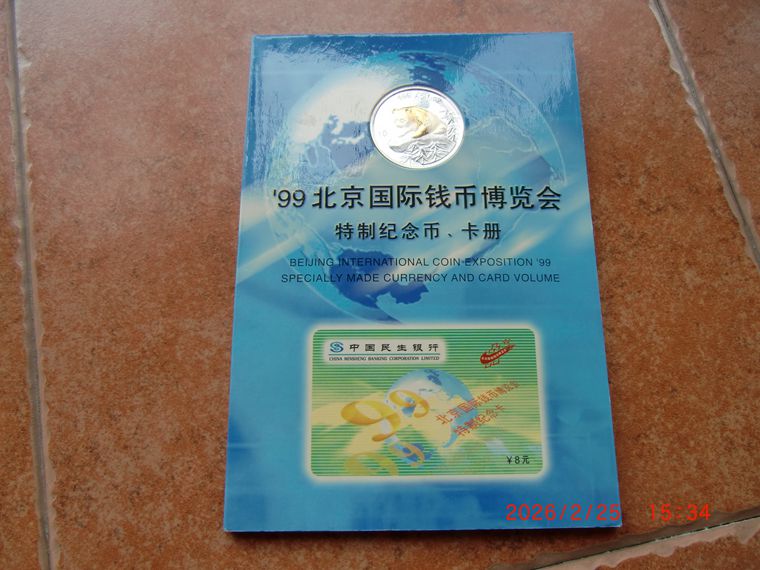 '99 北京国际钱币博览会
特制纪念币、卡册
BEIJING INTERNATIONAL COIN EXPOSITION '99
SPECIALLY MADE CURRENCY AND CARD VOLUME
中国民生银行
CHINA MINSHENG BANKING CORPORATION LIMITED
99
北京国际钱币博览会
特制纪念卡
99
￥8元
2026/2/25 15:34